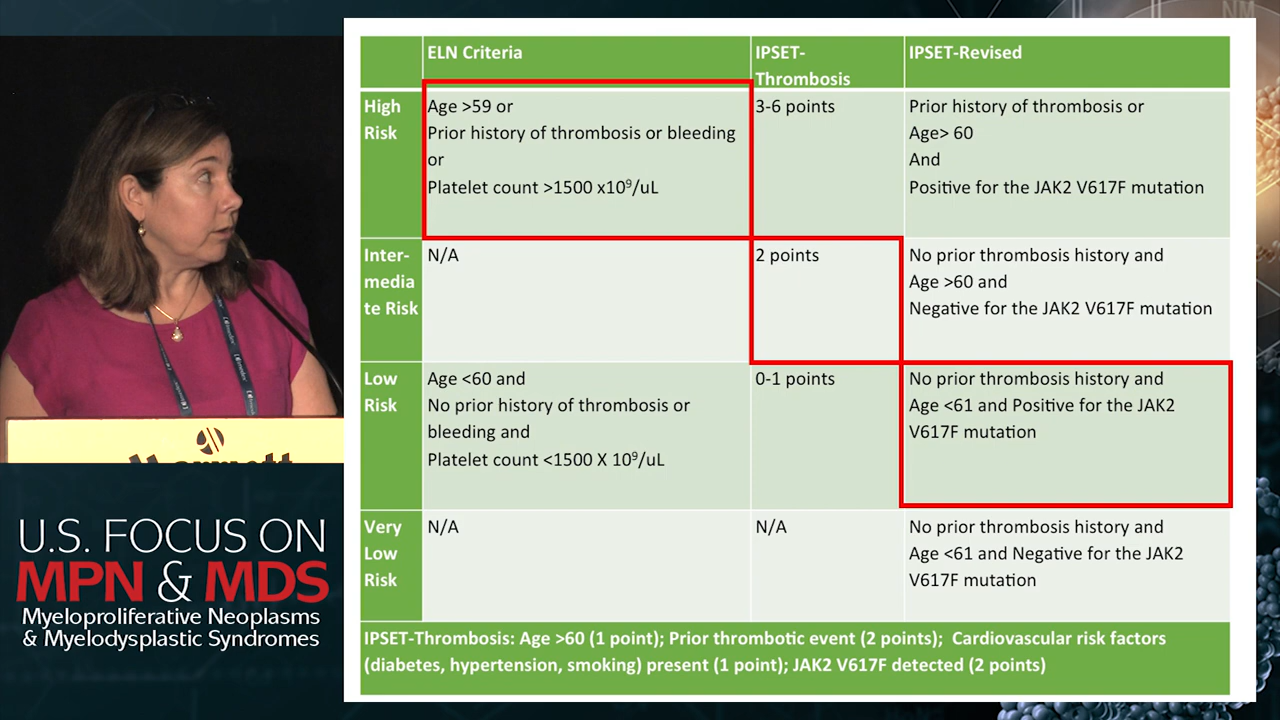 NM
ELN Criteria
IPSET-
Thrombosis
IPSET-Revised
High
Risk
Age >59 or
Prior history of thrombosis or bleeding
or
Platelet count >1500 x10⁹/uL
3-6 points
Prior history of thrombosis or
Age> 60
And
Positive for the JAK2 V617F mutation
Inter-
media
te Risk
N/A
2 points
No prior thrombosis history and
Age >60 and
Negative for the JAK2 V617F mutation
Low
Risk
Age <60 and
No prior history of thrombosis or
bleeding and
Platelet count <1500 X 10⁹/uL
0-1 points
No prior thrombosis history and
Age <61 and Positive for the JAK2
V617F mutation
Very
Low
Risk
N/A
N/A
No prior thrombosis history and
Age <61 and Negative for the JAK2
V617F mutation
IPSET-Thrombosis: Age >60 (1 point); Prior thrombotic event (2 points); Cardiovascular risk factors
(diabetes, hypertension, smoking) present (1 point); JAK2 V617F detected (2 points)
U.S. FOCUS ON
MPN & MDS
Myeloproliferative Neoplasms
& Myelodysplastic Syndromes